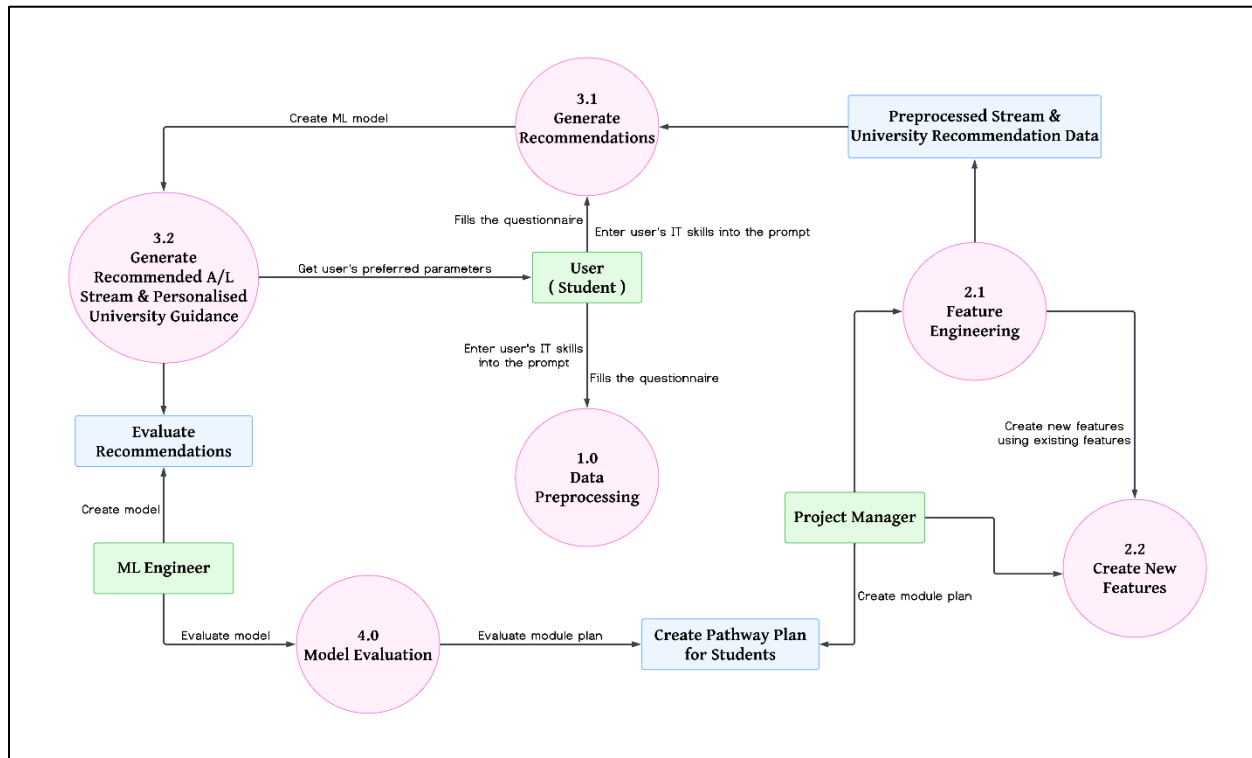 3.1
Generate
Recommendations
Preprocessed Stream &
University Recommendation Data
Create ML model
Fills the questionnaire
Enter user's IT skills into the prompt
3.2
Generate
Recommended A/L
Stream & Personalised
University Guidance
Get user's preferred parameters
User
( Student )
2.1
Feature
Engineering
Enter user's IT skills
into the prompt
Fills the questionnaire
Evaluate
Recommendations
1.0
Data
Preprocessing
Create new features
using existing features
Create model
Project Manager
ML Engineer
2.2
Create New
Features
Create module plan
Evaluate model
4.0
Model Evaluation
Evaluate module plan
Create Pathway Plan
for Students